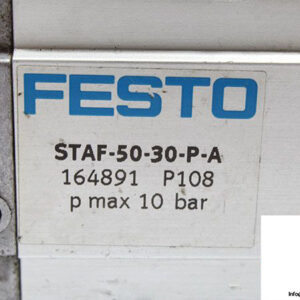 FESTO
STAF-50-30-P-A
164891 P108
p max 10 bar